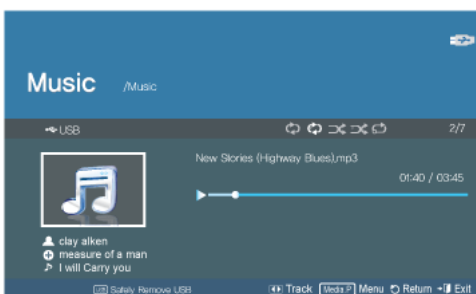 Music /Music
USB 2/7
New Stories (Highway Blues),mp3
01:40 / 03:45
clay aiken
measure of a man
I will Carry you
Safely Remove USB Track Media.P Menu Return Exit